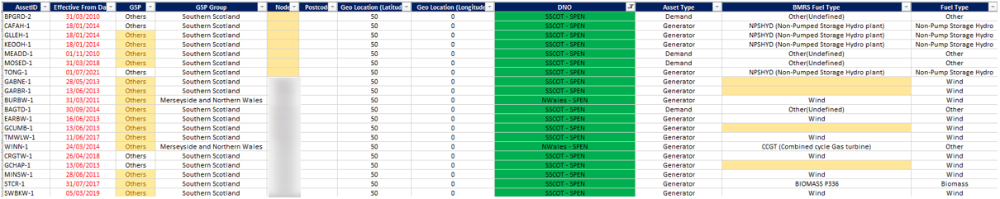 AssetID Effective From Da GSP GSP Group Node Postcod Geo Location (Latitud Geo Location (Longitude DNO Asset Type BMRS Fuel Type Fuel Type
BPGRD-2 31/03/2010 Others Southern Scotland 50 0 SSCOT - SPEN Demand Other(Undefined) Other
CAFAH-1 18/01/2014 Others Southern Scotland 50 0 SSCOT - SPEN Generator NPSHYD (Non-Pumped Storage Hydro plant) Non-Pump Storage Hydro
GLLEH-1 18/01/2014 Others Southern Scotland 50 0 SSCOT - SPEN Generator NPSHYD (Non-Pumped Storage Hydro plant) Non-Pump Storage Hydro
KEOOH-1 18/01/2014 Others Southern Scotland 50 0 SSCOT - SPEN Generator NPSHYD (Non-Pumped Storage Hydro plant) Non-Pump Storage Hydro
MEADD-1 01/11/2010 Others Southern Scotland 50 0 SSCOT - SPEN Demand Other(Undefined) Other
MOSED-1 31/03/2018 Others Southern Scotland 50 0 SSCOT - SPEN Demand Other(Undefined) Other
TONG-1 01/07/2021 Others Southern Scotland 50 0 SSCOT - SPEN Generator NPSHYD (Non-Pumped Storage Hydro plant) Non-Pump Storage Hydro
GABNE-1 28/05/2013 Others Southern Scotland 50 0 SSCOT - SPEN Generator Wind
GARBR-1 13/06/2013 Others Southern Scotland 50 0 SSCOT - SPEN Generator Wind
BURBW-1 31/03/2011 Others Merseyside and Northern Wales 50 0 NWales - SPEN Generator Wind Wind
BAGTD-1 30/09/2014 Others Southern Scotland 50 0 SSCOT - SPEN Demand Other(Undefined) Other
EARBW-1 16/06/2013 Others Southern Scotland 50 0 SSCOT - SPEN Generator Wind Wind
GCUMB-1 13/06/2013 Others Southern Scotland 50 0 SSCOT - SPEN Generator Wind
TMWLW-1 11/06/2017 Others Southern Scotland 50 0 SSCOT - SPEN Generator Wind Wind
WINN-1 24/03/2014 Others Merseyside and Northern Wales 50 0 NWales - SPEN Generator CCGT (Combined cycle Gas turbine) Other
CRGTW-1 26/04/2018 Others Southern Scotland 50 0 SSCOT - SPEN Generator Wind Wind
GCHAP-1 13/06/2013 Others Southern Scotland 50 0 SSCOT - SPEN Generator Wind
MINSW-1 28/06/2011 Others Southern Scotland 50 0 SSCOT - SPEN Generator Wind Wind
STCR-1 31/07/2017 Others Southern Scotland 50 0 SSCOT - SPEN Generator BIOMASS P336 Biomass
SWBKW-1 05/03/2019 Others Southern Scotland 50 0 SSCOT - SPEN Generator Wind Wind